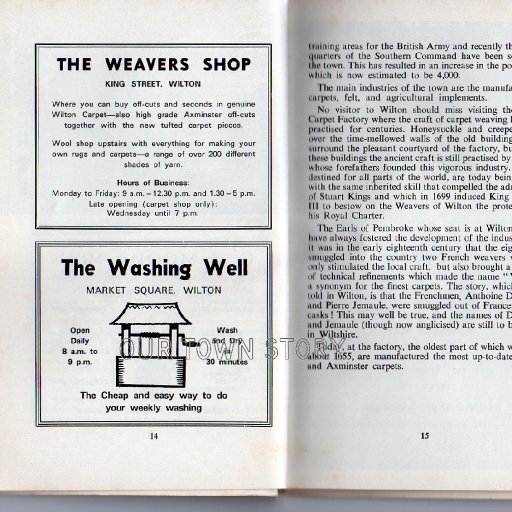 THE WEAVERS SHOP
KING STREET, WILTON
Where you can buy off-cuts and seconds in genuine
Wilton Carpet—also high grade Axminster off-cuts
together with the new tufted carpet pieces.
Wool shop upstairs with everything for making your
own rugs and carpets—a range of over 200 different
shades of yarn.
Hours of Business:
Monday to Friday: 9 a.m.–12.30 p.m. and 1.30–5 p.m.
Late opening (carpet shop only):
Wednesday until 7 p.m.
The Washing Well
MARKET SQUARE, WILTON
Open
Daily
8 a.m. to
9 p.m.
Wash
and Dry
in
30 minutes
The Cheap and easy way to do
your weekly washing
14
OUR TOWN STORY
training areas for the British Army and recently th
quarters of the Southern Command have been s
the town. This has resulted in an increase in the po
which is now estimated to be 4,000.
The main industries of the town are the manufa
carpets, felt, and agricultural implements.
No visitor to Wilton should miss visiting the
Carpet Factory where the craft of carpet weaving
practised for centuries. Honeysuckle and creepe
over the time-mellowed walls of the old building
surround the pleasant courtyard of the factory, bu
these buildings the ancient craft is still practised by
whose forefathers founded this vigorous industry.
destined for all parts of the world, are today bein
with the same inherited skill that compelled the adm
of Stuart Kings and which in 1699 induced King
III to bestow on the Weavers of Wilton the prote
his Royal Charter.
The Earls of Pembroke whose seat is at Wilton
have always fostered the development of the indus
it was in the early eighteenth century that the eig
smuggled into the country two French weavers
only stimulated the local craft, but also brought a
of technical refinements which made the name "
a synonym for the finest carpets. The story, which
told in Wilton, is that the Frenchmen, Anthoine D
and Pierre Jemaule, were smuggled out of France
casks! This may well be true, and the names of D
and Jemaule (though now anglicised) are still to b
in Wiltshire.
Today, at the factory, the oldest part of which w
about 1655, are manufactured the most up-to-date
and Axminster carpets.
15